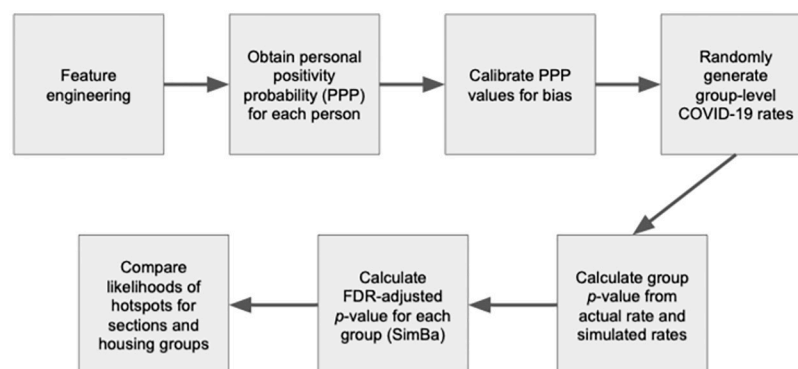 Feature
engineering
Obtain personal
positivity
probability (PPP)
for each person
Calibrate PPP
values for bias
Randomly
generate
group-level
COVID-19 rates
Calculate group
p-value from
actual rate and
simulated rates
Calculate
FDR-adjusted
p-value for each
group (SimBa)
Compare
likelihoods of
hotspots for
sections and
housing groups